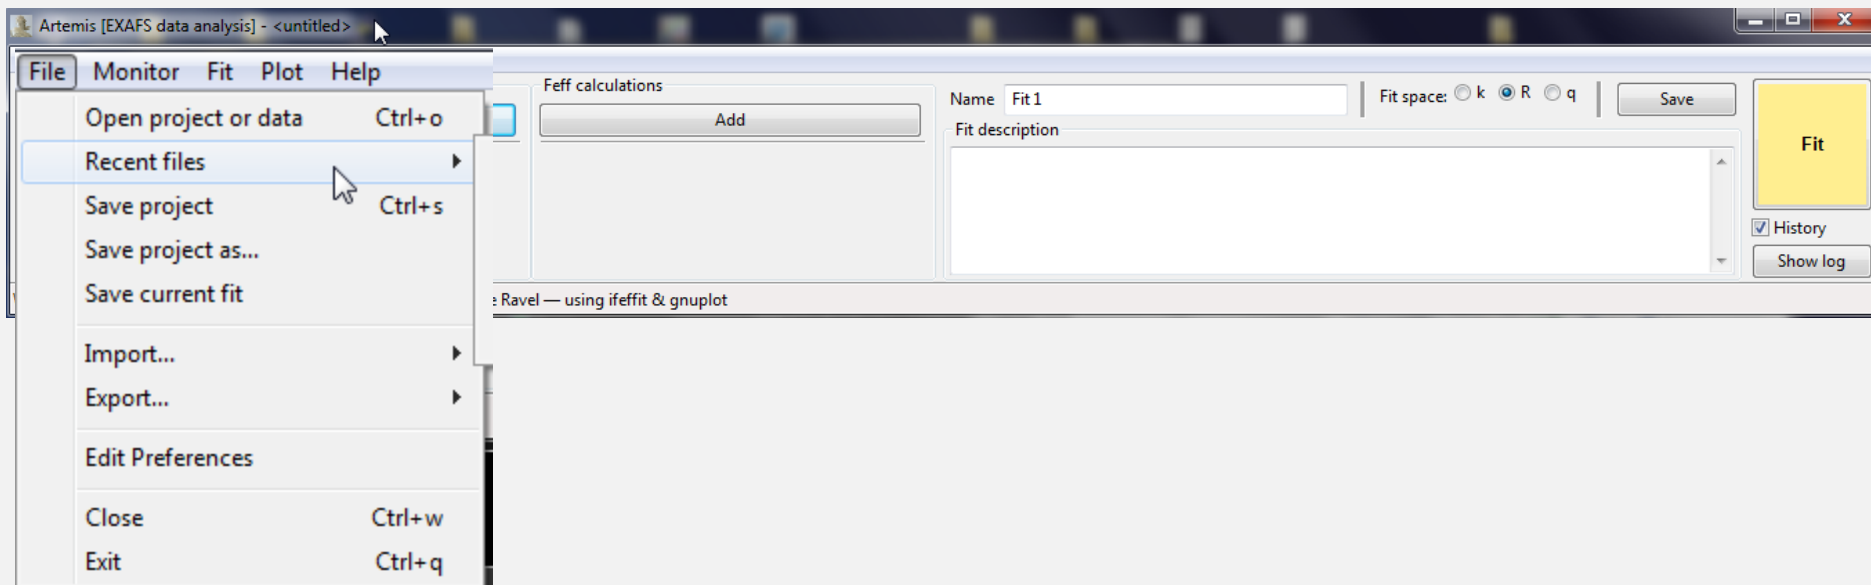 Artemis [EXAFS data analysis] - <untitled>
File Monitor Fit Plot Help
Open project or data Ctrl+o
Recent files
Save project Ctrl+s
Save project as...
Save current fit
Import...
Export...
Edit Preferences
Close Ctrl+w
Exit Ctrl+q
Feff calculations
Add
Name Fit 1
Fit space: k R q
Save
Fit description
Fit
History
Show log
Ravel — using ifeffit & gnuplot